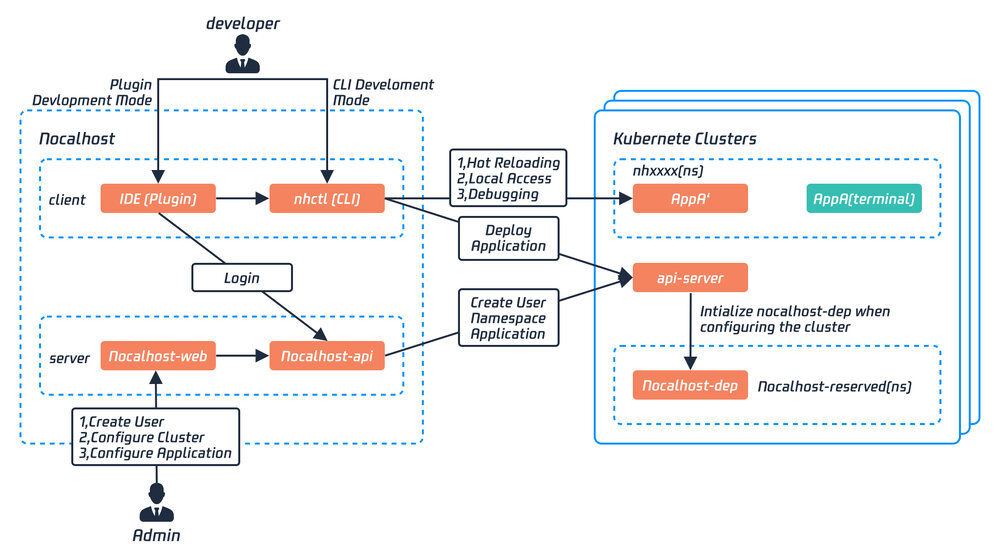 developer
Plugin
Devlopment Mode
CLI Develoment
Mode
Nocalhost
client
IDE (Plugin)
nhctl (CLI)
Login
server
Nocalhost-web
Nocalhost-api
1,Create User
2,Configure Cluster
3,Configure Application
Admin
1,Hot Reloading
2,Local Access
3,Debugging
Deploy
Application
Create User
Namespace
Application
Kubernete Clusters
nhxxxx(ns)
AppA‘
AppA(terminal)
api-server
Intialize nocalhost-dep when
configuring the cluster
Nocalhost-dep
Nocalhost-reserved(ns)